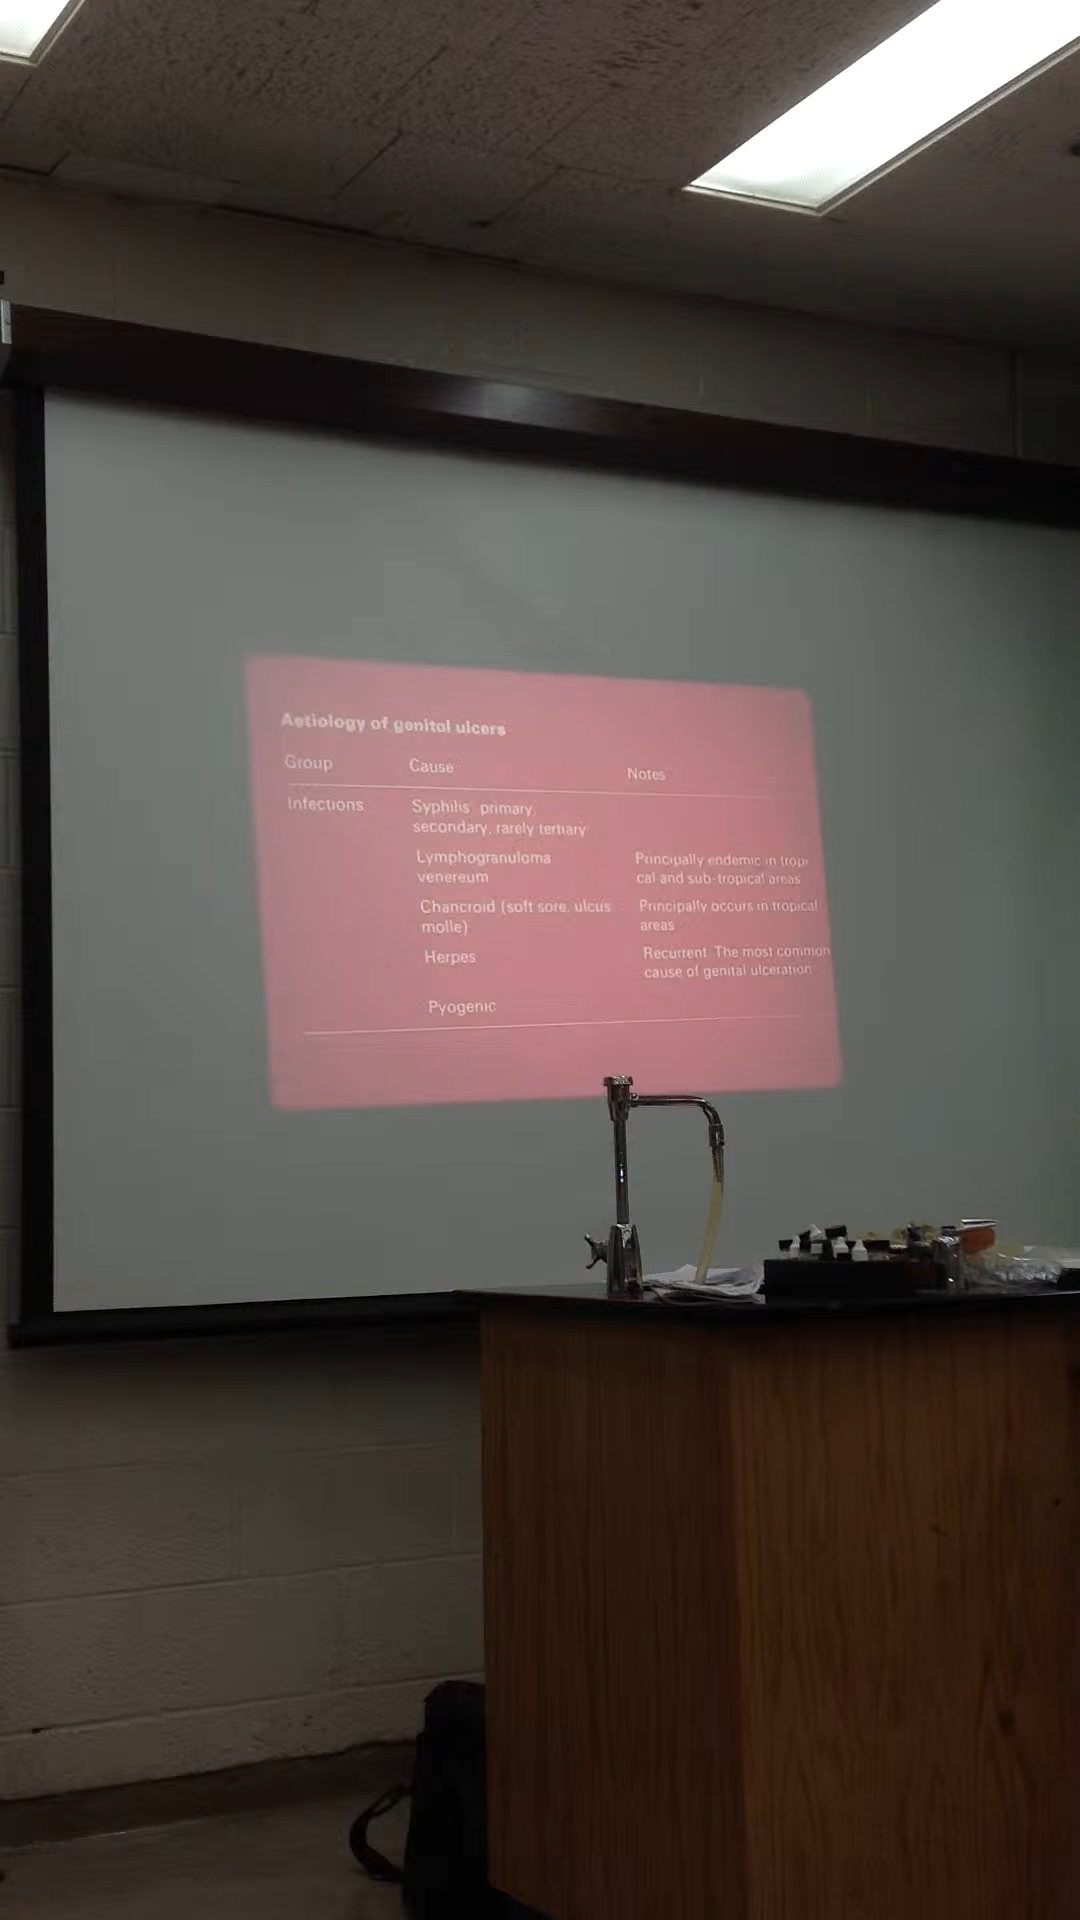 Aetiology of genital ulcers
Group Cause Notes
Infections Syphilis primary,
secondary, rarely tertiary
Lymphogranuloma Principally endemic in tropi
venereum cal and sub-tropical areas
Chancroid (soft sore, ulcus Principally occurs in tropical
molle) areas
Herpes Recurrent. The most common
cause of genital ulceration
Pyogenic